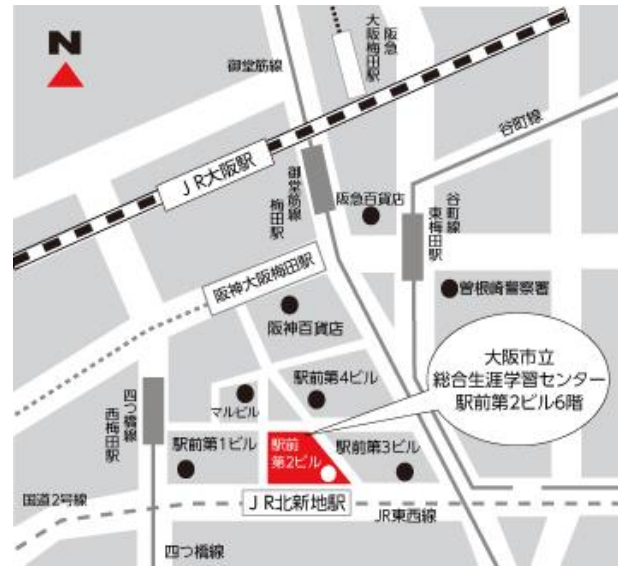 N
御堂筋線
阪急
大阪梅田駅
谷町線
JR大阪駅
御堂筋線
梅田駅
阪急百貨店
谷町線
東梅田駅
阪神大阪梅田駅
曽根崎警察署
阪神百貨店
大阪市立
総合生涯学習センター
駅前第2ビル6階
四つ橋線
西梅田駅
マルビル
駅前第4ビル
駅前第1ビル
駅前
第2ビル
駅前第3ビル
国道2号線
JR北新地駅
JR東西線
四つ橋線